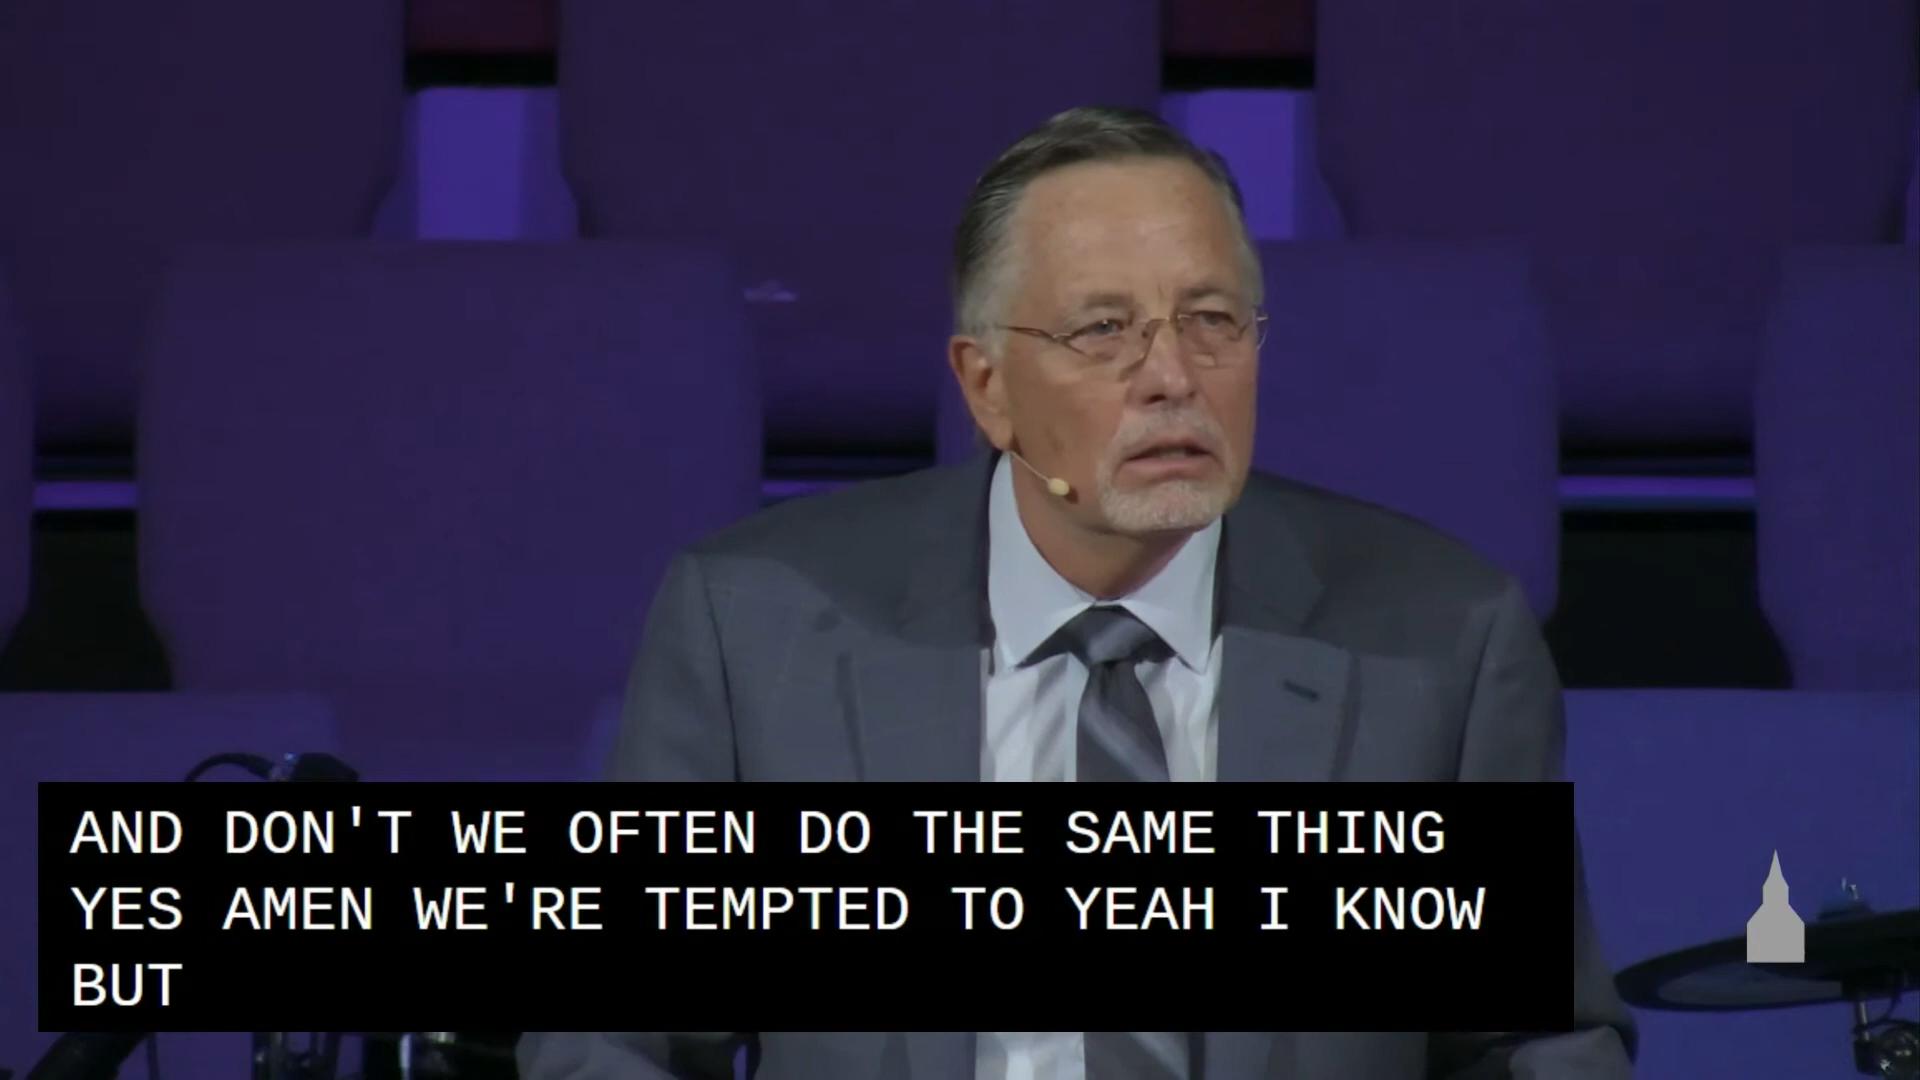 AND DON'T WE OFTEN DO THE SAME THING
YES AMEN WE'RE TEMPTED TO YEAH I KNOW
BUT